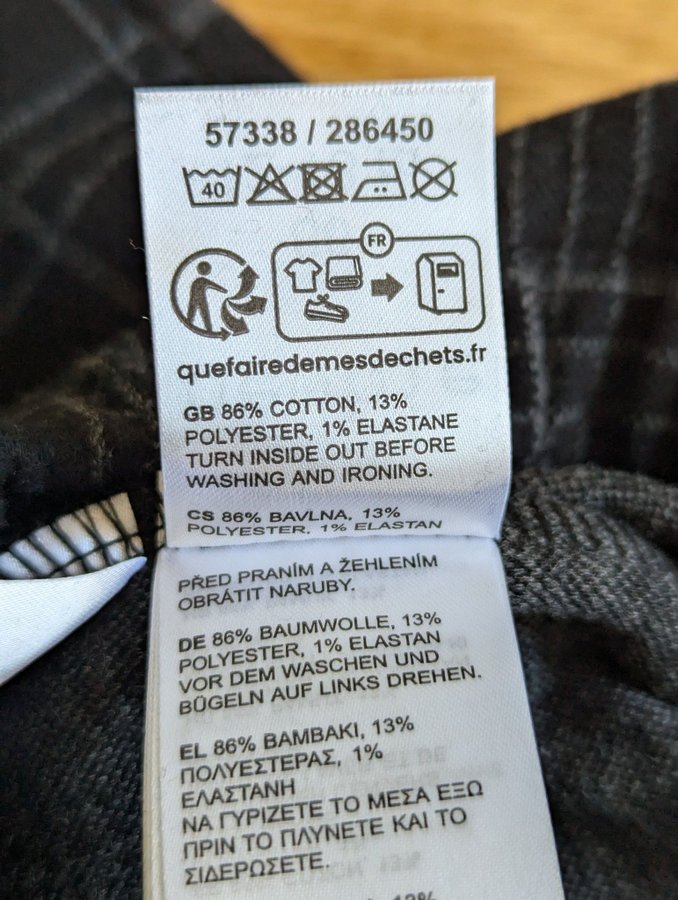 57338 / 286450
40
FR
quefairedemesdechets.fr
GB 86% COTTON, 13%
POLYESTER, 1% ELASTANE
TURN INSIDE OUT BEFORE
WASHING AND IRONING.
CS 86% BAVLNA, 13%
POLYESTER, 1% ELASTAN
PŘED PRANÍM A ŽEHLENÍM
OBRÁTIT NARUBY.
DE 86% BAUMWOLLE, 13%
POLYESTER, 1% ELASTAN
VOR DEM WASCHEN UND
BÜGELN AUF LINKS DREHEN.
EL 86% ΒΑΜΒΑΚΙ, 13%
ΠΟΛΥΕΣΤΕΡΑΣ, 1%
ΕΛΑΣΤΑΝΗ
ΝΑ ΓΥΡΙΖΕΤΕ ΤΟ ΜΕΣΑ ΕΞΩ
ΠΡΙΝ ΤΟ ΠΛΥΝΕΤΕ ΚΑΙ ΤΟ
ΣΙΔΕΡΩΣΕΤΕ.